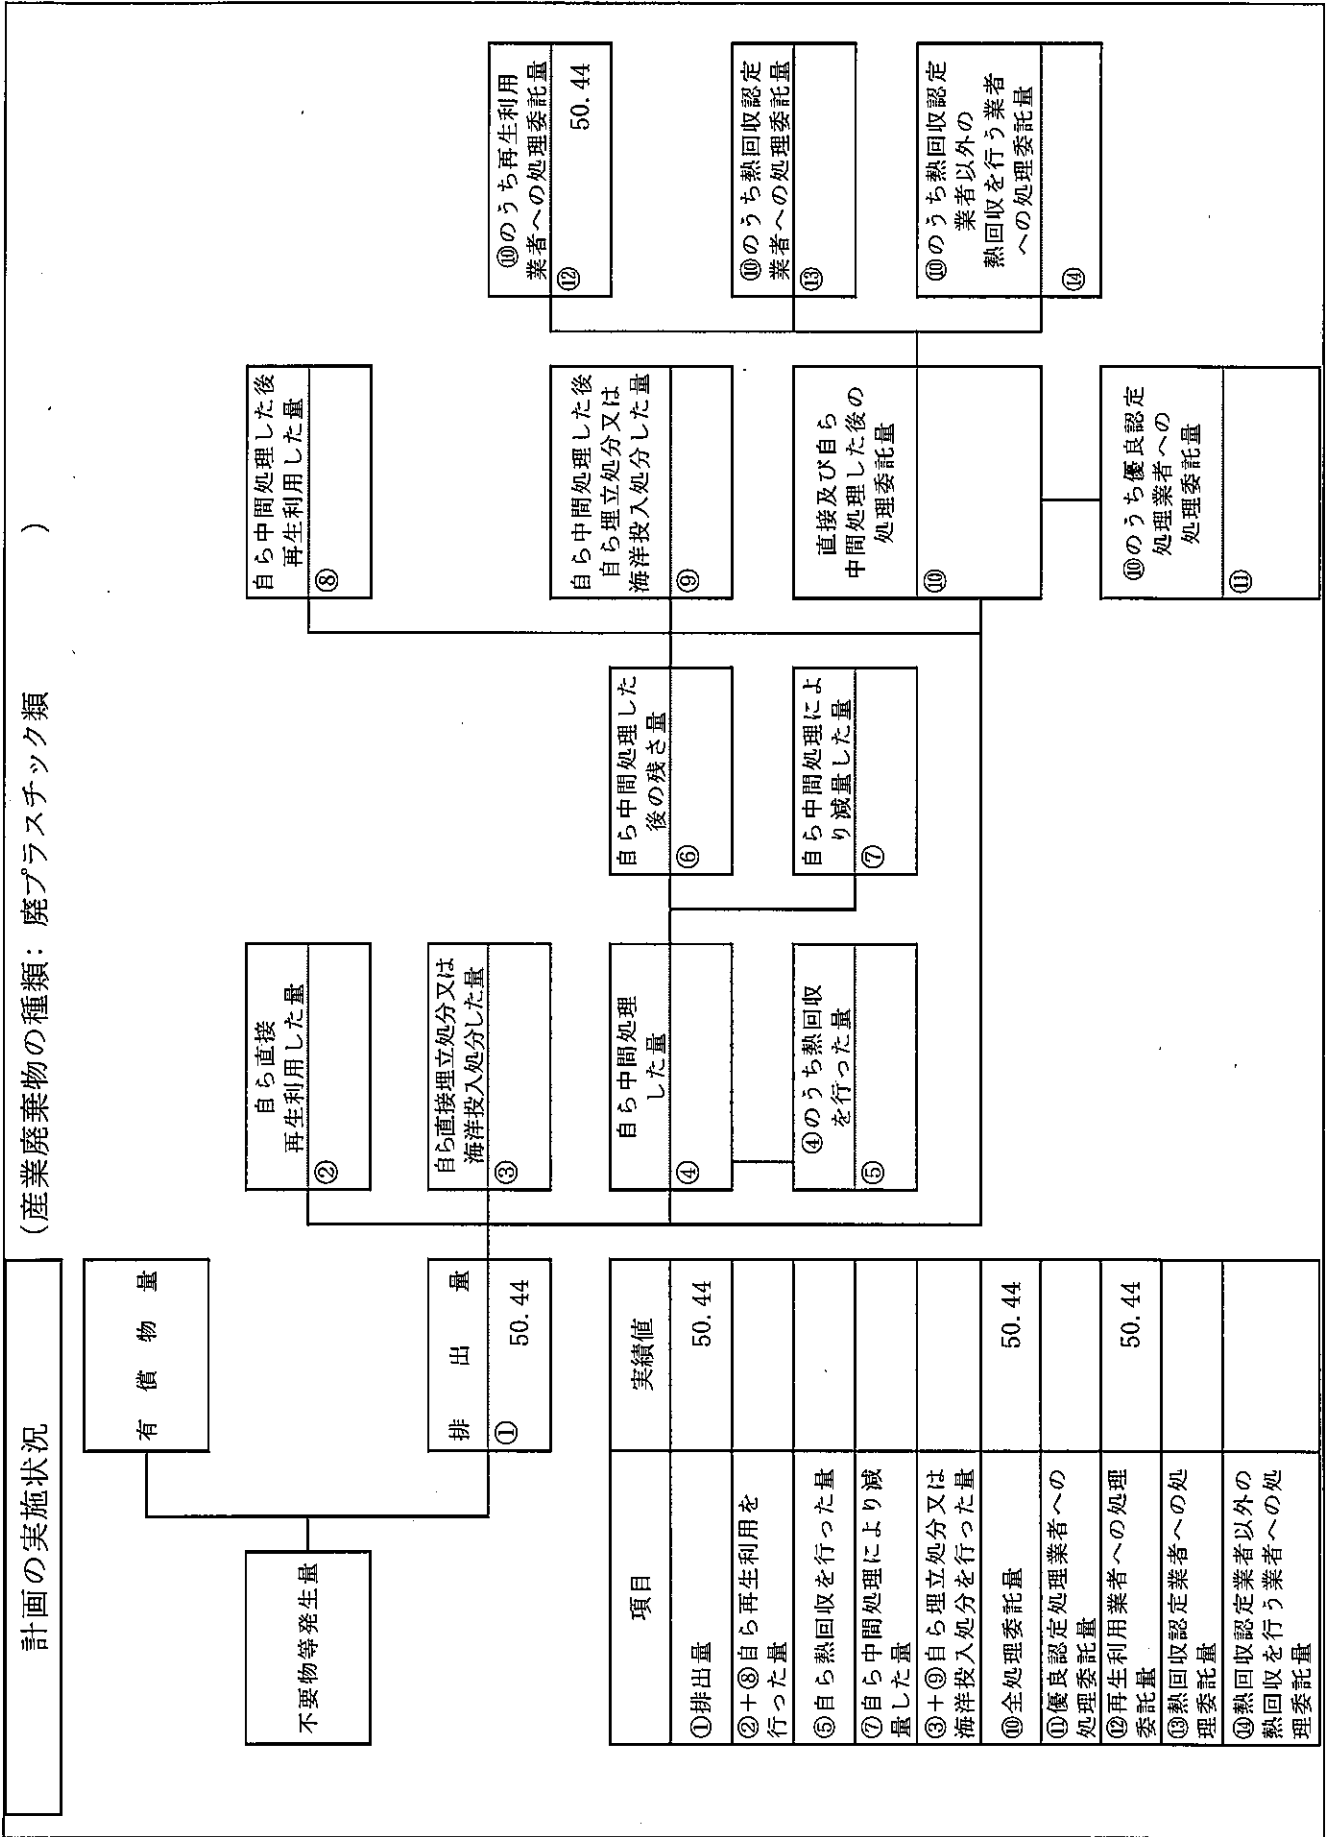 計画の実施状況
(産業廃棄物の種類: 廃プラスチック類 )
不要物等発生量
有償物量
排出量
① 50.44
自ら直接
再生利用した量
②
自ら直接埋立処分又は
海洋投入処分した量
③
自ら中間処理
した量
④
④のうち熱回収
を行った量
⑤
自ら中間処理した
後の残さ量
⑥
自ら中間処理によ
り減量した量
⑦
自ら中間処理した後
再生利用した量
⑧
自ら中間処理した後
自ら埋立処分又は
海洋投入処分した量
⑨
直接及び自ら
中間処理した後の
処理委託量
⑩
⑩のうち優良認定
処理業者への
処理委託量
⑪
⑩のうち再生利用
業者への処理委託量
⑫ 50.44
⑩のうち熱回収認定
業者への処理委託量
⑬
⑩のうち熱回収認定
業者以外の
熱回収を行う業者
への処理委託量
⑭
項目 実績値
①排出量 50.44
②+⑧自ら再生利用を
行った量
⑤自ら熱回収を行った量
⑦自ら中間処理により減
量した量
③+⑨自ら埋立処分又は
海洋投入処分を行った量
⑩全処理委託量 50.44
⑪優良認定処理業者への
処理委託量
⑫再生利用業者への処理
委託量 50.44
⑬熱回収認定業者への処
理委託量
⑭熱回収認定業者以外の
熱回収を行う業者への処
理委託量